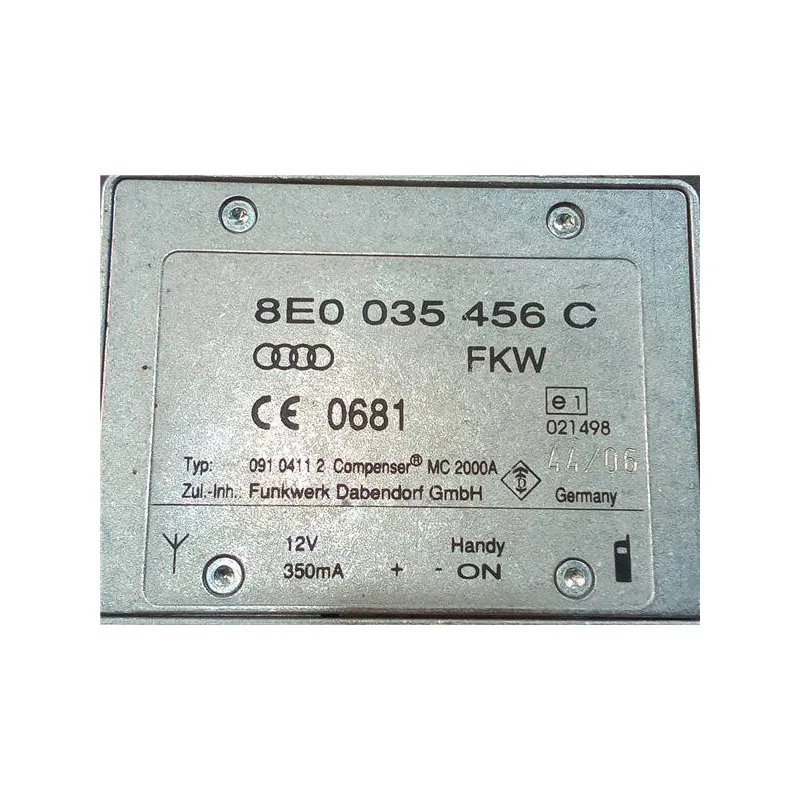 8E0 035 456 C
FKW
CE 0681
e 1
021498
44/06
Typ: 091 0411 2 Compenser® MC 2000A
Zul.-Inh.: Funkwerk Dabendorf GmbH
D
Germany
12V Handy
350mA + - ON